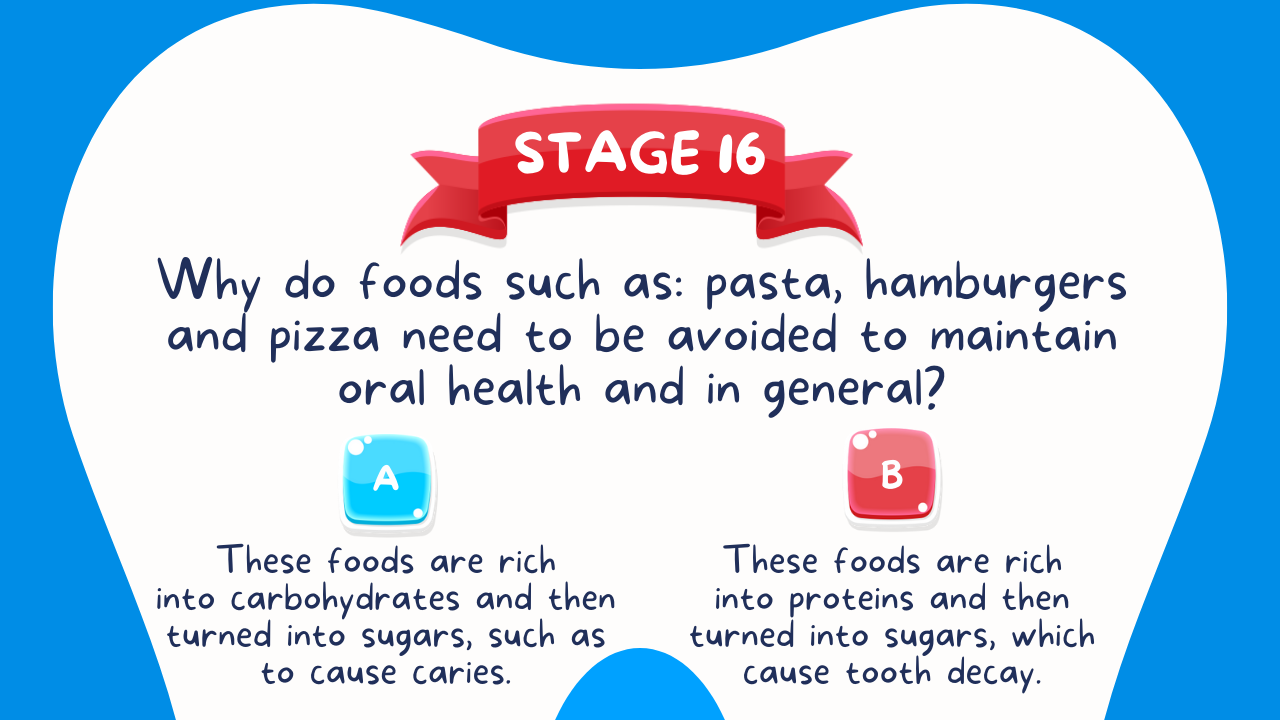 STAGE 16
Why do foods such as: pasta, hamburgers
and pizza need to be avoided to maintain
oral health and in general?
A
These foods are rich
into carbohydrates and then
turned into sugars, such as
to cause caries.
B
These foods are rich
into proteins and then
turned into sugars, which
cause tooth decay.